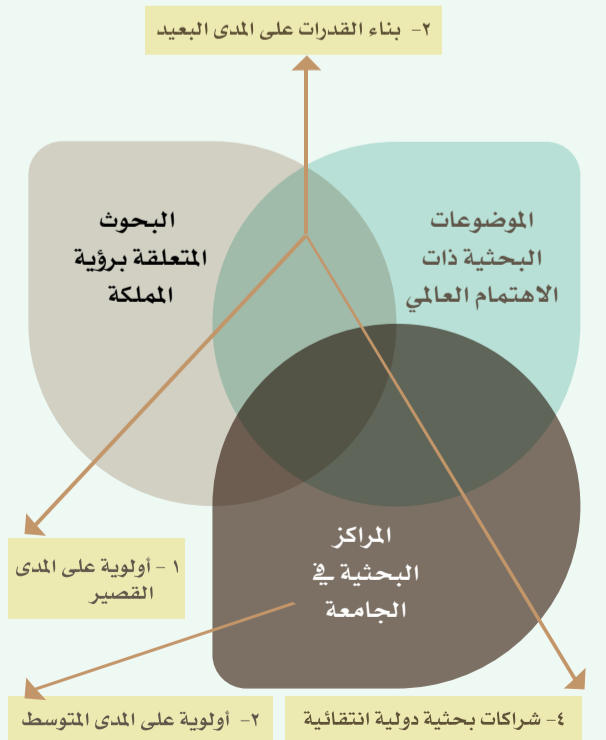 ٢- بناء القدرات على المدى البعيد
الموضوعات
البحثية ذات
الاهتمام العالمي
البحوث
المتعلقة برؤية
المملكة
المراكز
البحثية في
الجامعة
١ - أولوية على المدى
القصير
٢- أولوية على المدى المتوسط
٤- شراكات بحثية دولية انتقائية